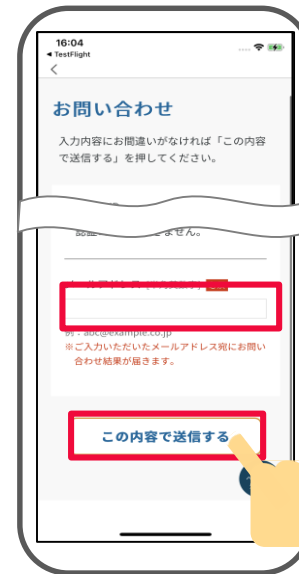 16:04
◀ TestFlight
お問い合わせ
入力内容にお間違いがなければ「この内容
で送信する」を押してください。
例：abc@example.co.jp
※ご入力いただいたメールアドレス宛にお問い
合わせ結果が届きます。
この内容で送信する